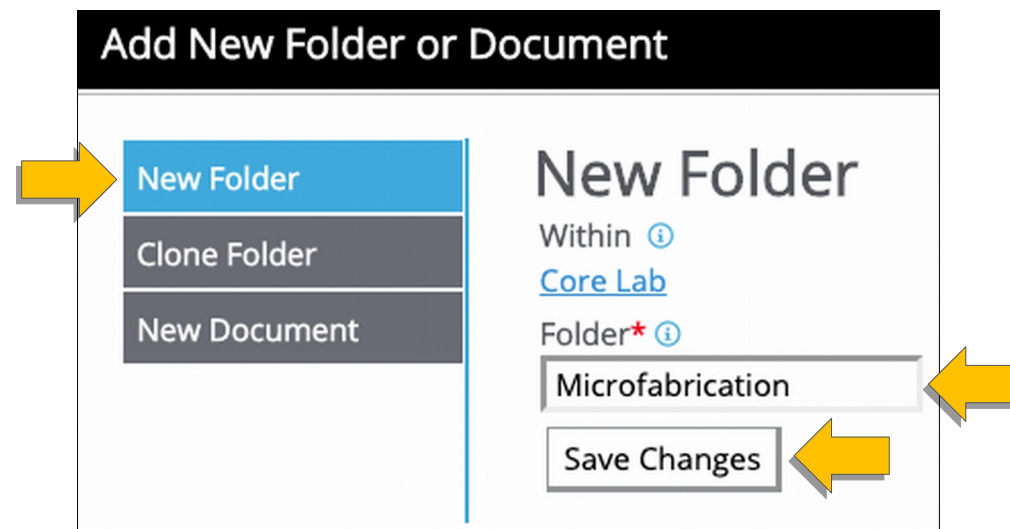 Add New Folder or Document
New Folder
Clone Folder
New Document
New Folder
Within
Core Lab
Folder*
Microfabrication
Save Changes